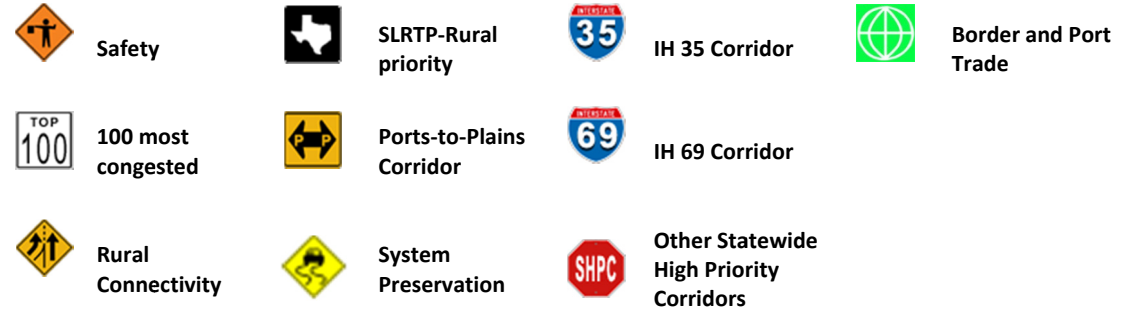 Safety
SLRTP-Rural
priority
INTERSTATE
35
IH 35 Corridor
Border and Port
Trade
TOP
100
100 most
congested
P P
Ports-to-Plains
Corridor
INTERSTATE
69
IH 69 Corridor
Rural
Connectivity
System
Preservation
SHPC
Other Statewide
High Priority
Corridors